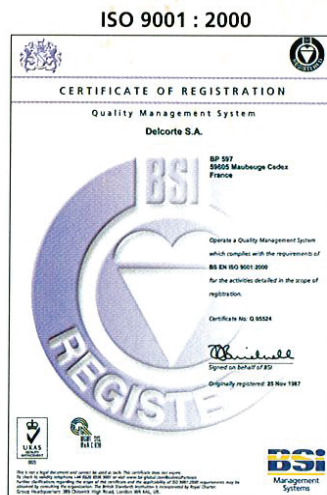 ISO 9001 : 2000
CERTIFICATE OF REGISTRATION
Quality Management System
Delcorte S.A.
BP 597
59605 Maubeuge Cedex
France
BSI
REGISTE
Operate a Quality Management System
which complies with the requirements of
BS EN ISO 9001:2000
for the activities detailed in the scope of
registration.
Certificate No: Q 05524
Signed on behalf of BSI
Originally registered: 25 Nov 1987
UKAS
QUALITY
MANAGEMENT
BSi
Management
Systems